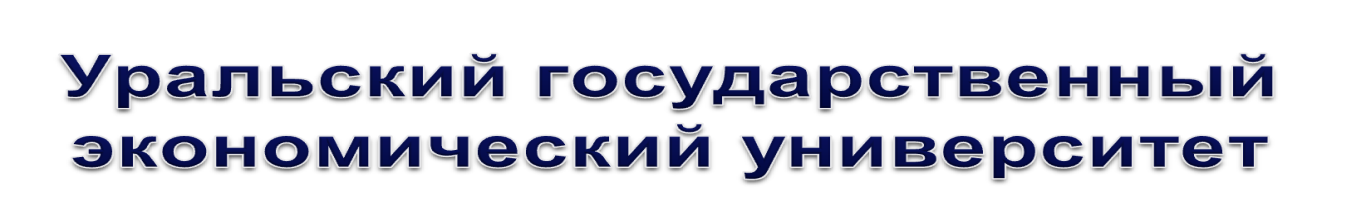 Уральский государственный
экономический университет